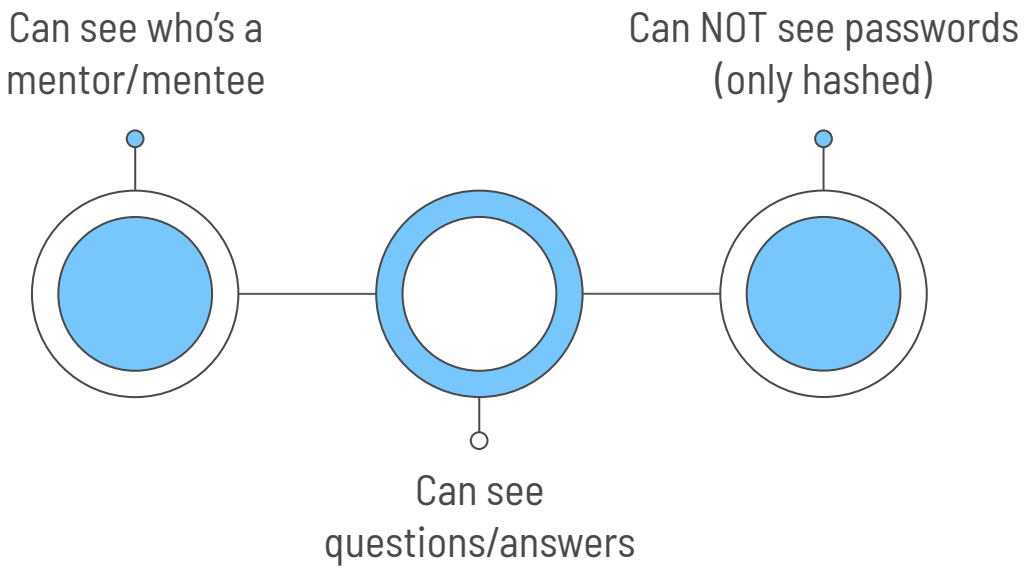 Can see who’s a
mentor/mentee
Can NOT see passwords
(only hashed)
Can see
questions/answers